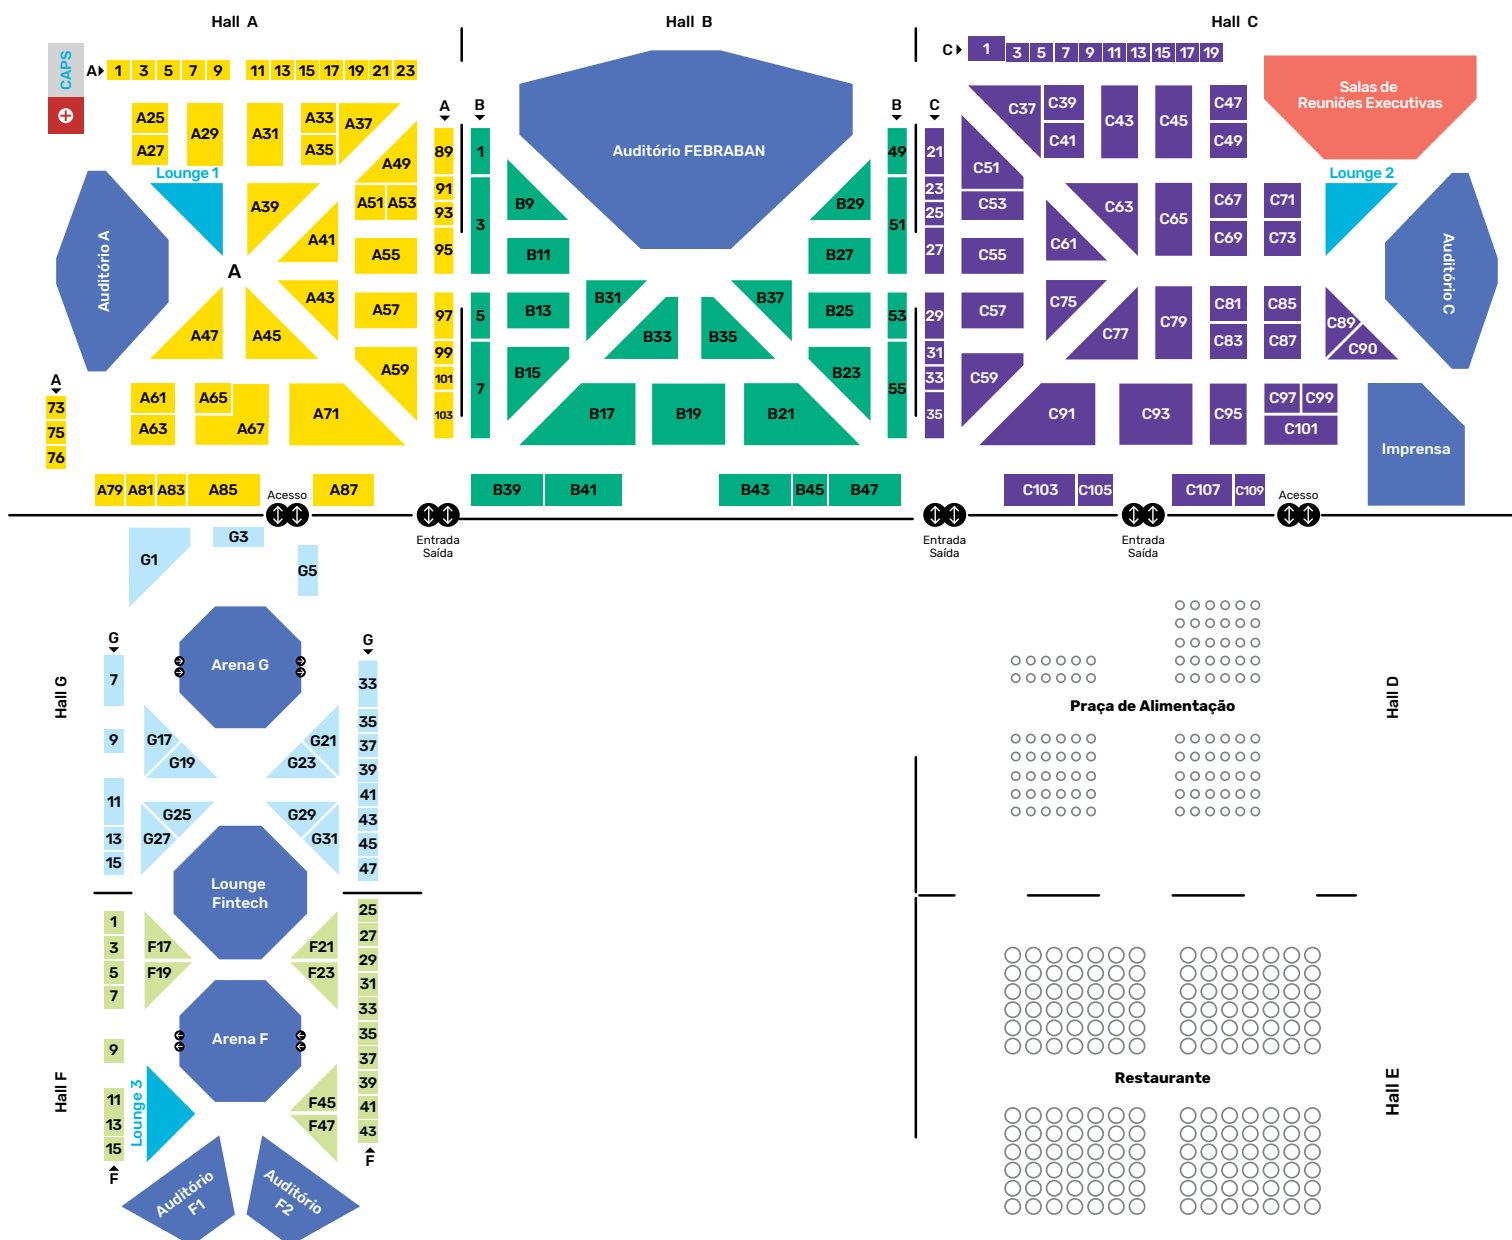 Hall A
Hall B
Hall C
CAPS
A
1 3 5 7 9 11 13 15 17 19 21 23
C
1 3 5 7 9 11 13 15 17 19
A25
A27
A29
A31
A33
A35
A37
A49
A51
A53
A39
A41
A55
Lounge 1
Auditório A
A
A43
A57
A47
A45
A59
A61
A63
A65
A67
A71
A
73
75
76
A79
A81
A83
A85
A87
A
89
91
93
95
97
99
101
103
B
1
3
5
7
Auditório FEBRABAN
B9
B11
B13
B15
B31
B33
B35
B37
B29
B27
B25
B23
B17
B19
B21
B39
B41
B43
B45
B47
B
49
51
53
55
C
21
23
25
27
29
31
33
35
C37
C39
C41
C43
C45
C47
C49
Salas de
Reuniões Executivas
C51
C53
C55
C57
C59
C61
C63
C65
C67
C69
C71
C73
Lounge 2
Auditório C
C75
C77
C79
C81
C83
C85
C87
C89
C90
C91
C93
C95
C97
C99
C101
Imprensa
C103
C105
C107
C109
Acesso
Entrada
Saída
Entrada
Saída
Entrada
Saída
Acesso
G1
G3
G5
Hall G
Arena G
G
7
9
11
13
15
G17
G19
G21
G23
G25
G27
G29
G31
G
33
35
37
39
41
43
45
47
Lounge
Fintech
Hall F
1
3
5
7
9
11
13
15
F
F17
F19
F21
F23
Arena F
Lounge 3
F45
F47
25
27
29
31
33
35
37
39
41
43
F
Auditório
F1
Auditório
F2
Praça de Alimentação
Hall D
Restaurante
Hall E